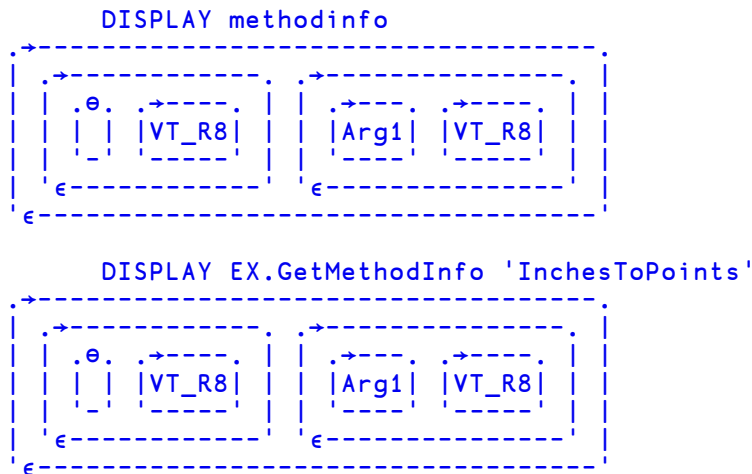 DISPLAY methodinfo
.→----------------------------------.
| .→------------. .→--------------. |
| | .⊖. .→----. | | .→---. .→----. | |
| | | | |VT_R8| | | |Arg1| |VT_R8| | |
| | '-' '-----' | | '----' '-----' | |
| '∊------------' '∊--------------' |
'∊----------------------------------'

      DISPLAY EX.GetMethodInfo 'InchesToPoints'
.→----------------------------------.
| .→------------. .→--------------. |
| | .⊖. .→----. | | .→---. .→----. | |
| | | | |VT_R8| | | |Arg1| |VT_R8| | |
| | '-' '-----' | | '----' '-----' | |
| '∊------------' '∊--------------' |
'∊----------------------------------'